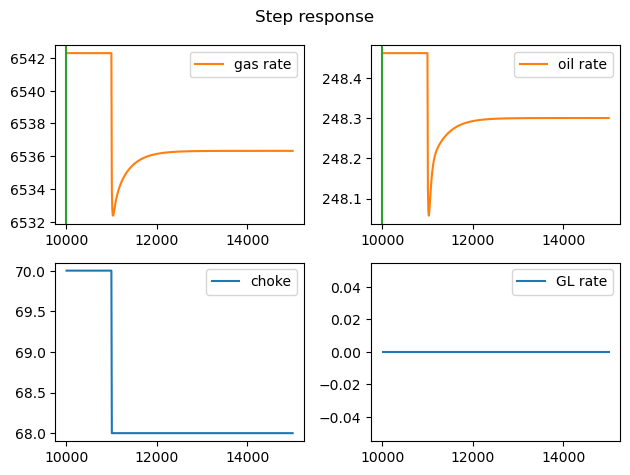 Step response
gas rate
6542
6540
6538
6536
6534
6532
10000 12000 14000
oil rate
248.4
248.3
248.2
248.1
10000 12000 14000
choke
70.0
69.5
69.0
68.5
68.0
10000 12000 14000
GL rate
0.04
0.02
0.00
−0.02
−0.04
10000 12000 14000